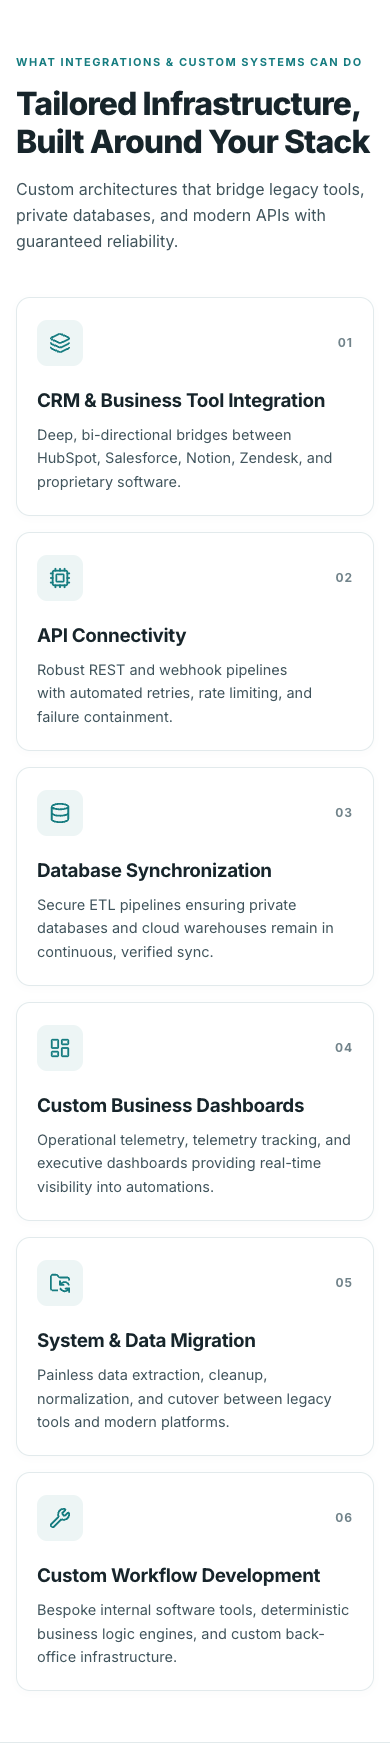 WHAT INTEGRATIONS & CUSTOM SYSTEMS CAN DO
Tailored Infrastructure,
Built Around Your Stack
Custom architectures that bridge legacy tools,
private databases, and modern APIs with
guaranteed reliability.
01
CRM & Business Tool Integration
Deep, bi-directional bridges between
HubSpot, Salesforce, Notion, Zendesk, and
proprietary software.
02
API Connectivity
Robust REST and webhook pipelines
with automated retries, rate limiting, and
failure containment.
03
Database Synchronization
Secure ETL pipelines ensuring private
databases and cloud warehouses remain in
continuous, verified sync.
04
Custom Business Dashboards
Operational telemetry, telemetry tracking, and
executive dashboards providing real-time
visibility into automations.
05
System & Data Migration
Painless data extraction, cleanup,
normalization, and cutover between legacy
tools and modern platforms.
06
Custom Workflow Development
Bespoke internal software tools, deterministic
business logic engines, and custom back-
office infrastructure.